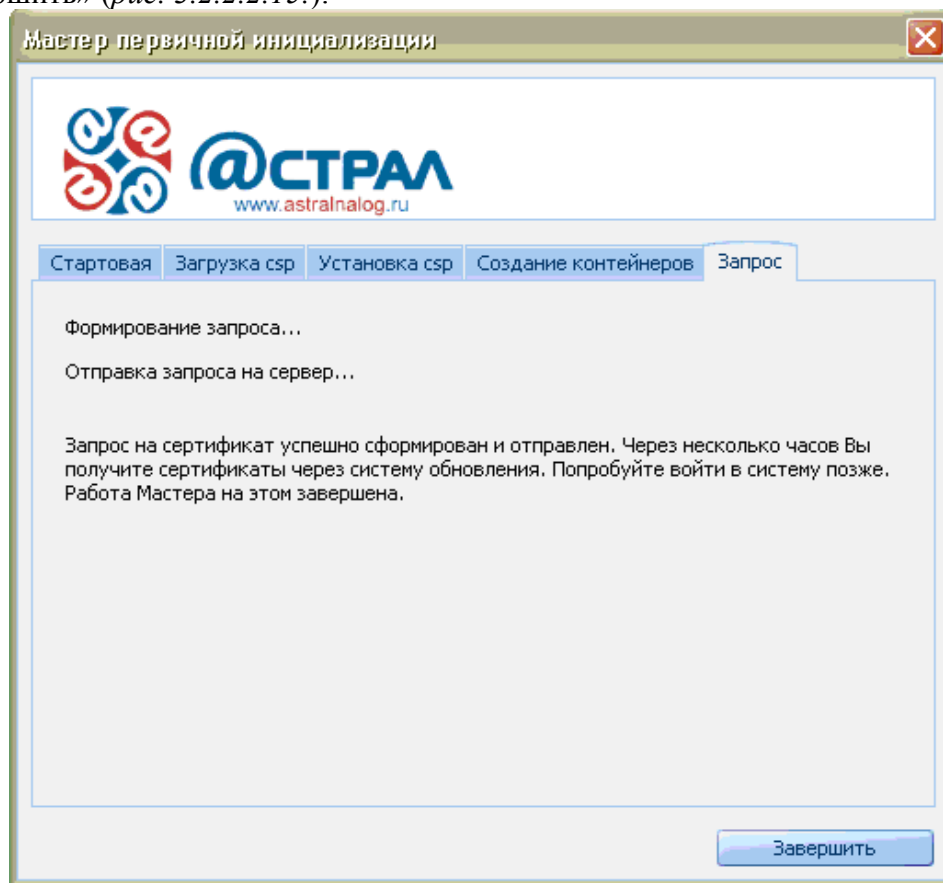 (рис. 3.2.2.2.15.).
Мастер первичной инициализации
@СТРАЛ
www.astralnalog.ru
Стартовая Загрузка csp Установка csp Создание контейнеров Запрос
Формирование запроса...
Отправка запроса на сервер...
Запрос на сертификат успешно сформирован и отправлен. Через несколько часов Вы
получите сертификаты через систему обновления. Попробуйте войти в систему позже.
Работа Мастера на этом завершена.
Завершить